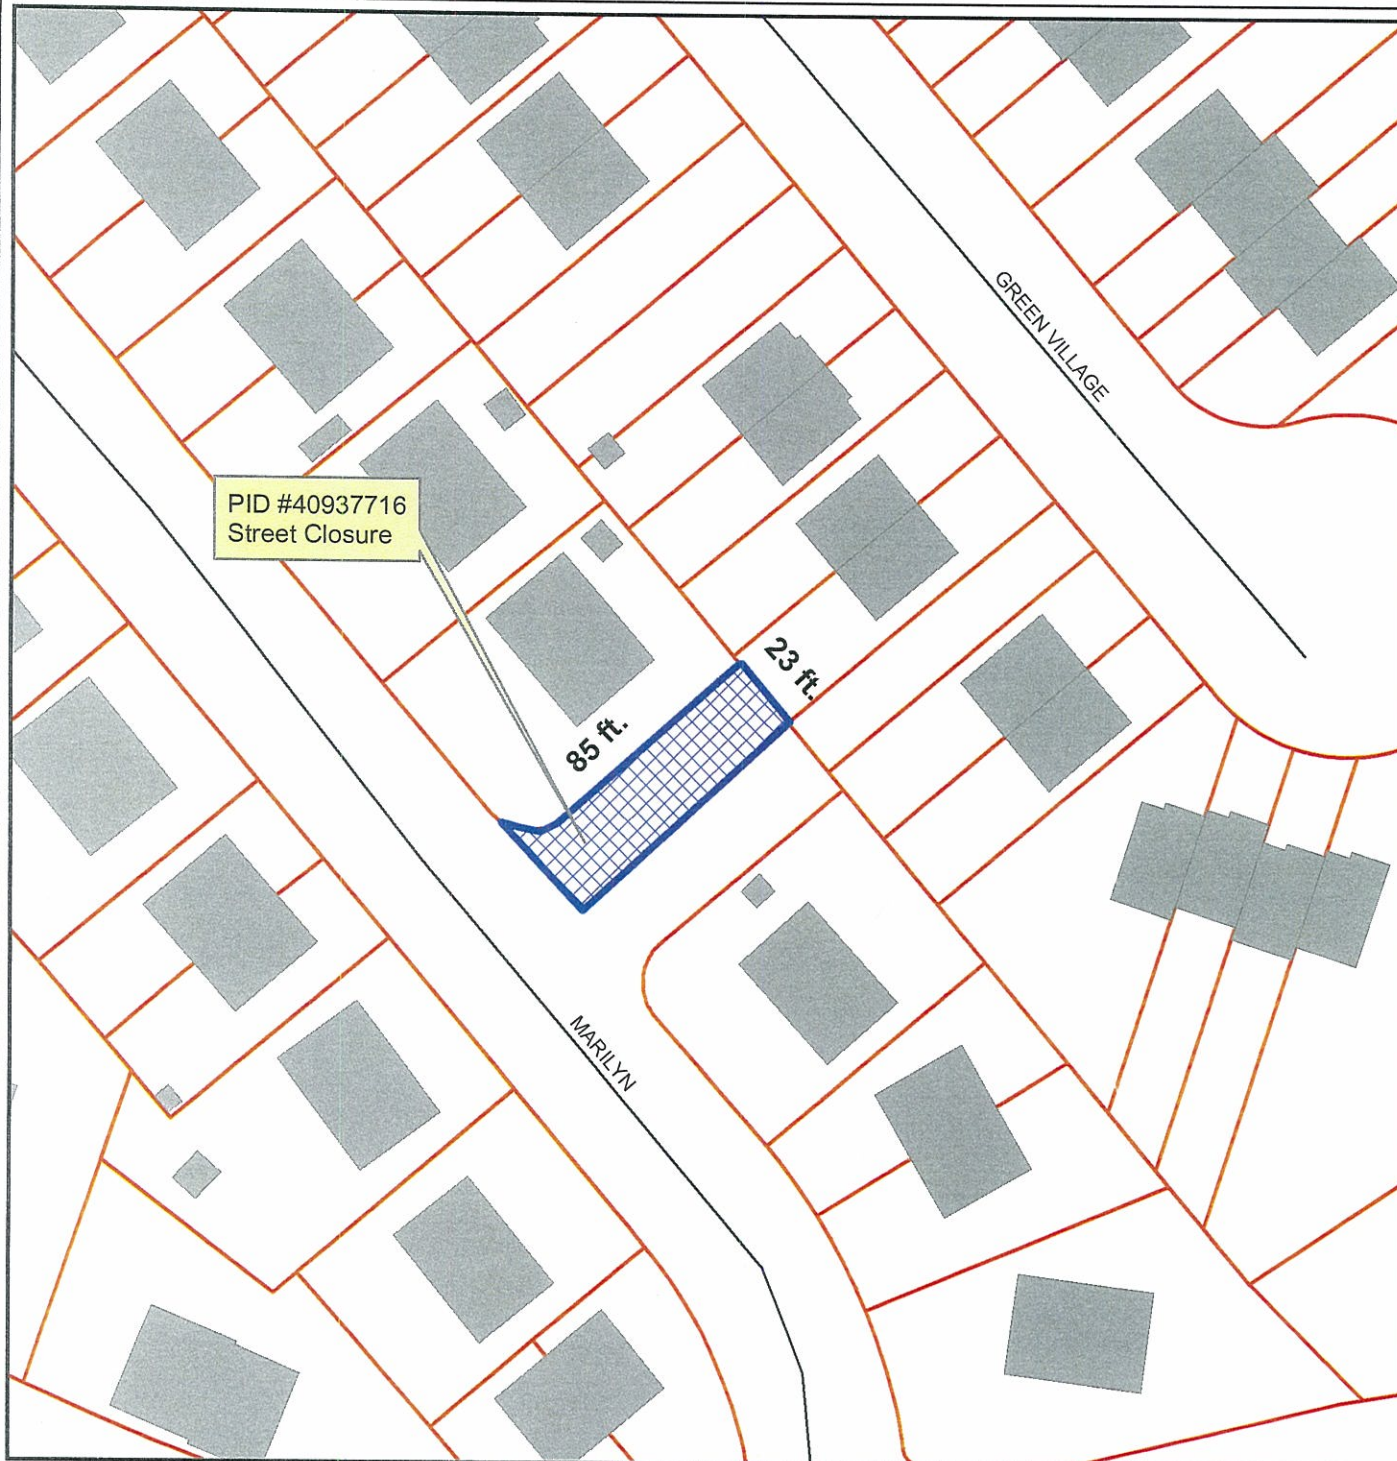 GREEN VILLAGE
PID #40937716
Street Closure
23 ft.
85 ft.
MARILYN